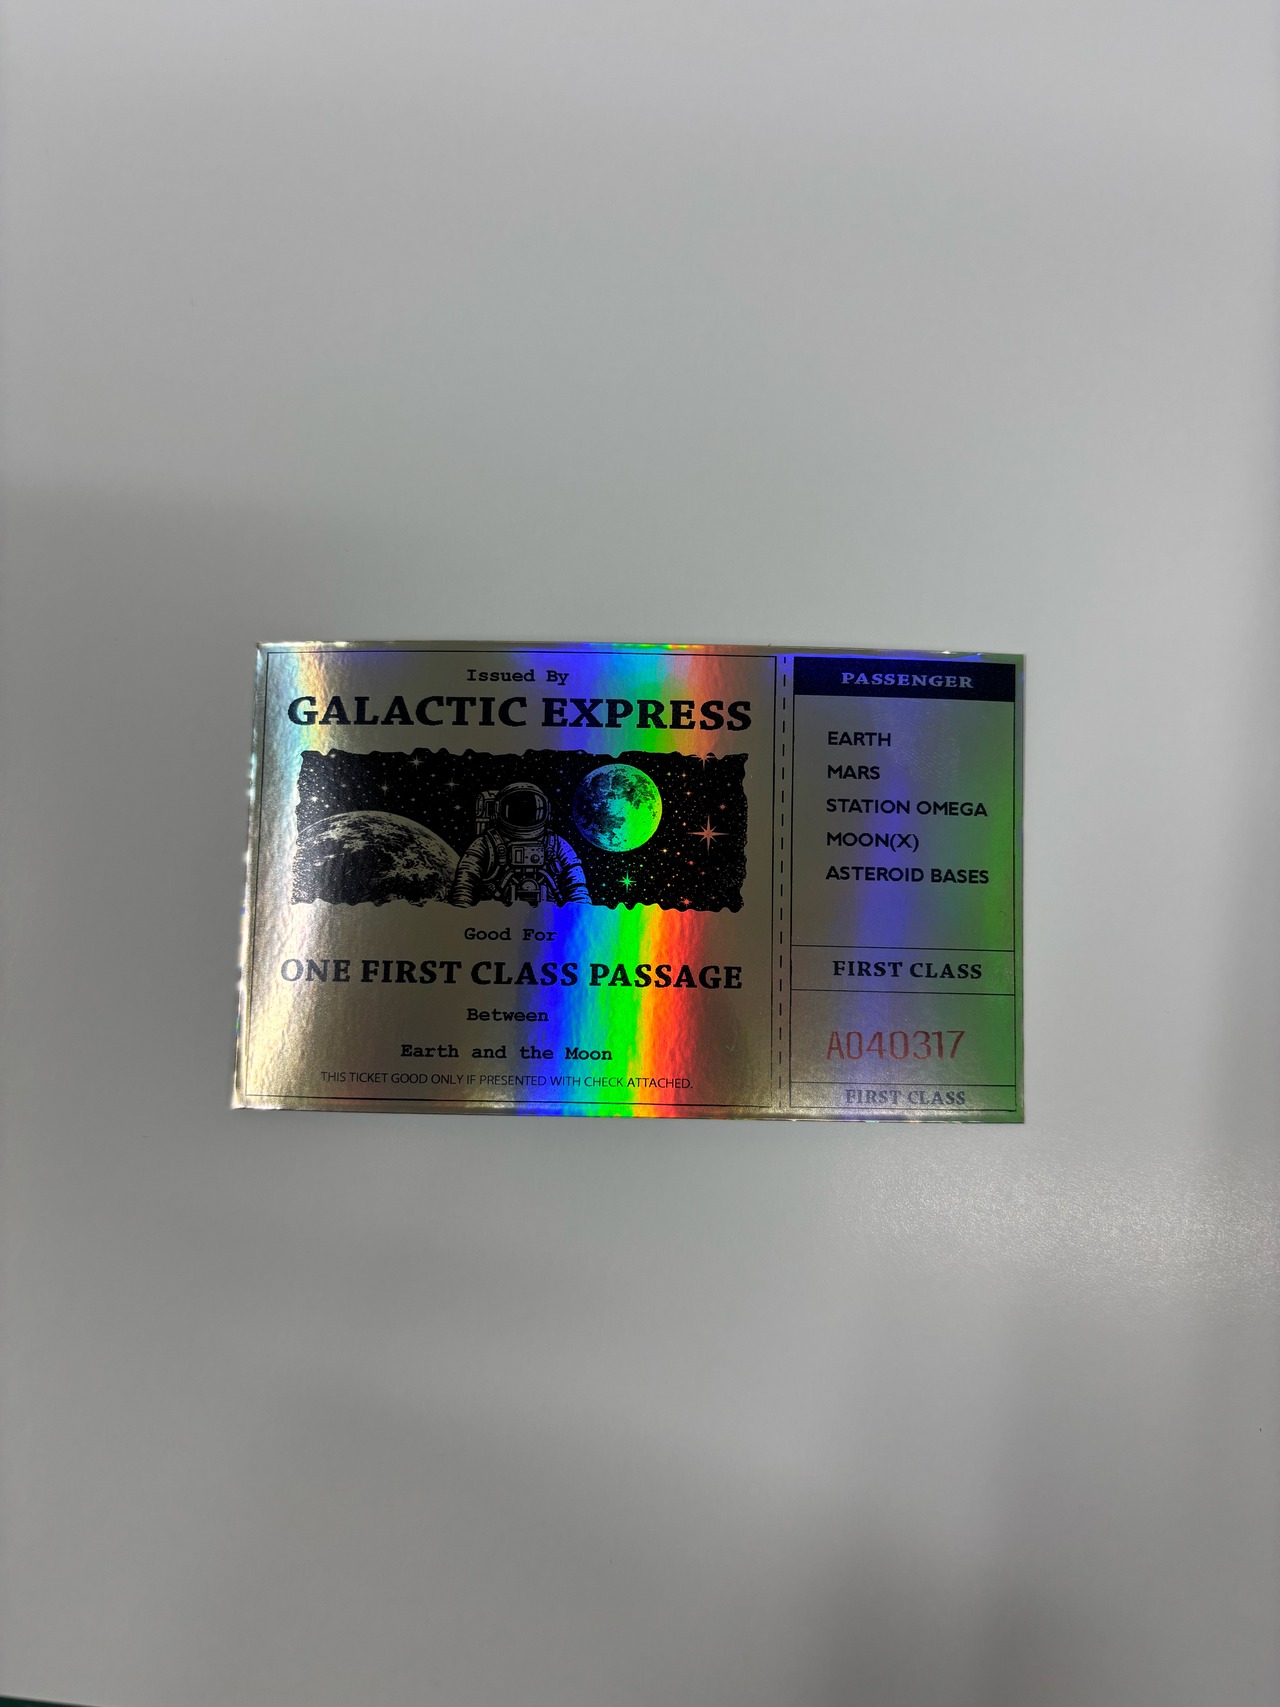 Issued By
GALACTIC EXPRESS
Good For
ONE FIRST CLASS PASSAGE
Between
Earth and the Moon
THIS TICKET GOOD ONLY IF PRESENTED WITH CHECK ATTACHED.
PASSENGER
EARTH
MARS
STATION OMEGA
MOON(X)
ASTEROID BASES
FIRST CLASS
A040317
FIRST CLASS